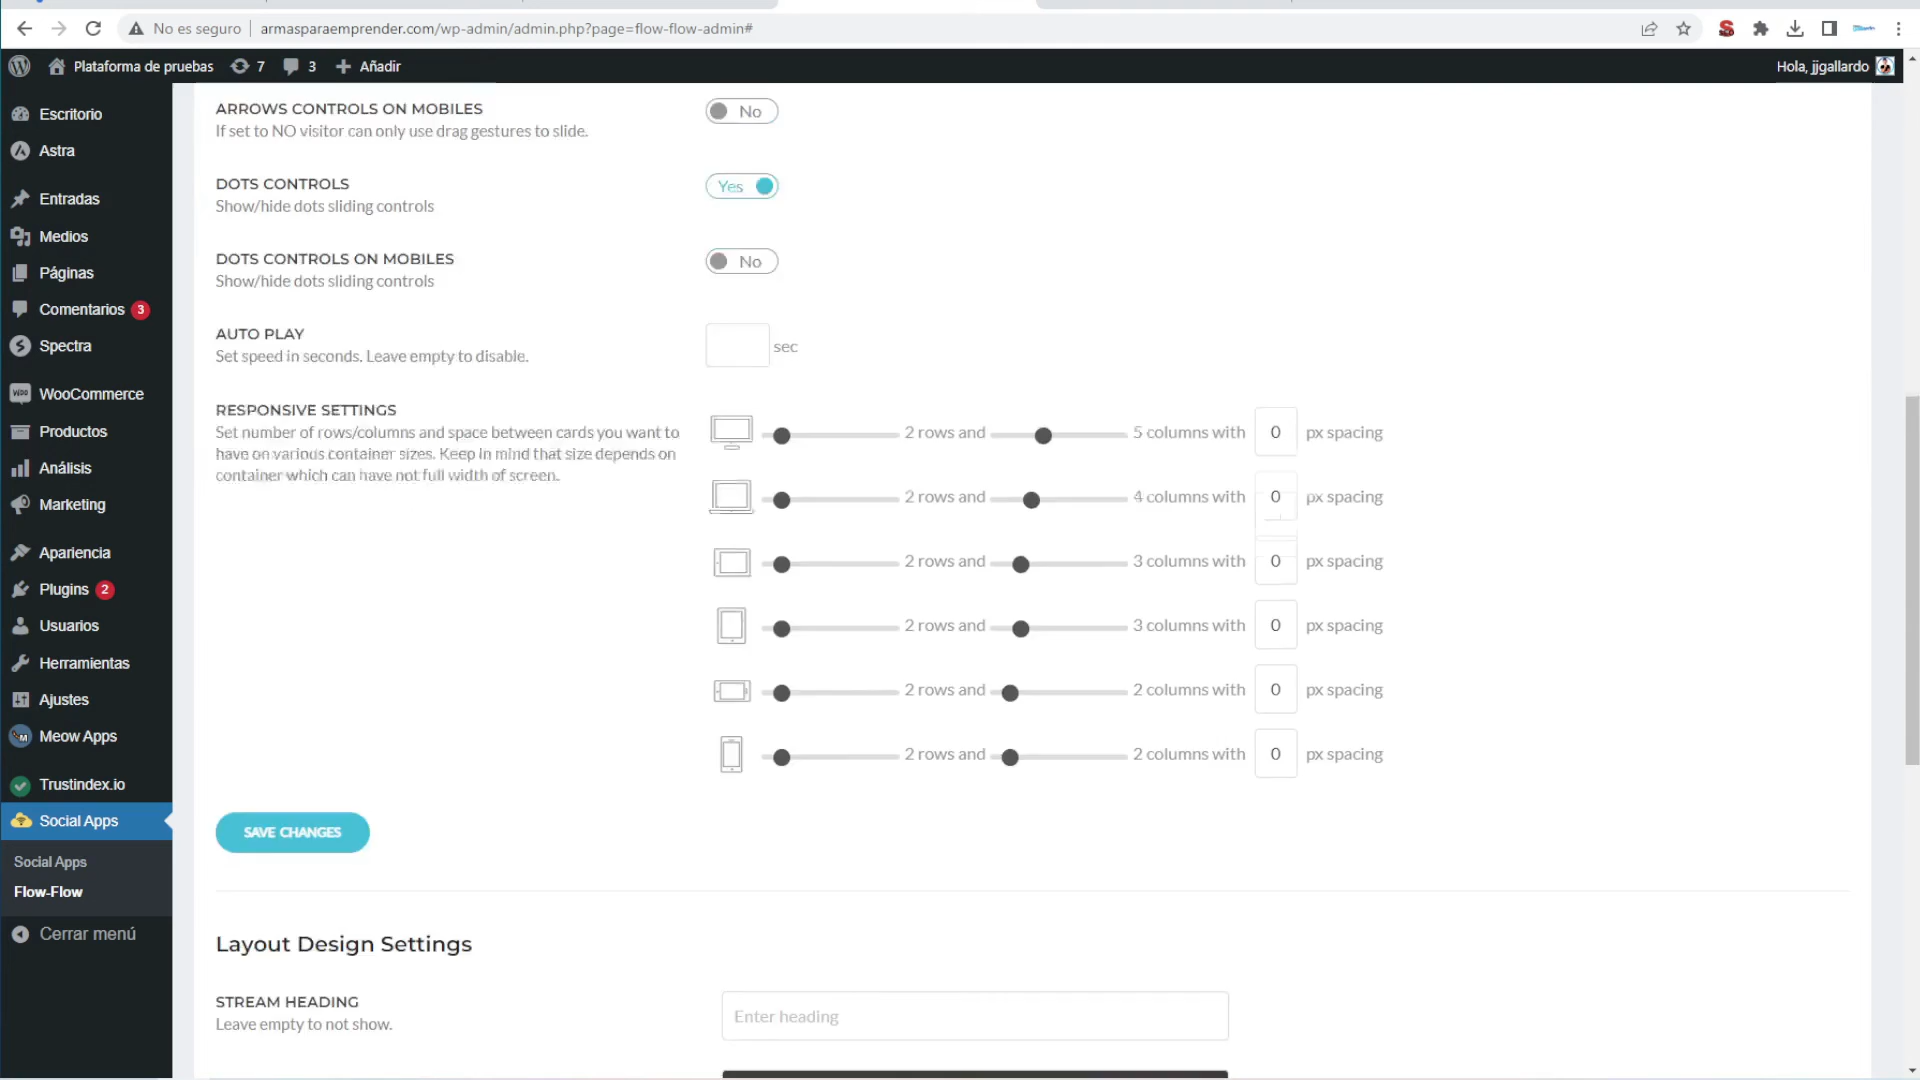 No es seguro | armasparaemprender.com/wp-admin/admin.php?page=flow-flow-admin#
Plataforma de pruebas 7 3 Añadir
Hola, jjgallardo
Escritorio
Astra
Entradas
Medios
Páginas
Comentarios 3
Spectra
WooCommerce
Productos
Análisis
Marketing
Apariencia
Plugins 2
Usuarios
Herramientas
Ajustes
Meow Apps
Trustindex.io
Social Apps
Social Apps
Flow-Flow
Cerrar menú
ARROWS CONTROLS ON MOBILES
If set to NO visitor can only use drag gestures to slide.
No
DOTS CONTROLS
Show/hide dots sliding controls
Yes
DOTS CONTROLS ON MOBILES
Show/hide dots sliding controls
No
AUTO PLAY
Set speed in seconds. Leave empty to disable.
sec
RESPONSIVE SETTINGS
Set number of rows/columns and space between cards you want to
have on various container sizes. Keep in mind that size depends on
container which can have not full width of screen.
2 rows and 5 columns with 0 px spacing
2 rows and 4 columns with 0 px spacing
2 rows and 3 columns with 0 px spacing
2 rows and 3 columns with 0 px spacing
2 rows and 2 columns with 0 px spacing
2 rows and 2 columns with 0 px spacing
SAVE CHANGES
Layout Design Settings
STREAM HEADING
Leave empty to not show.
Enter heading